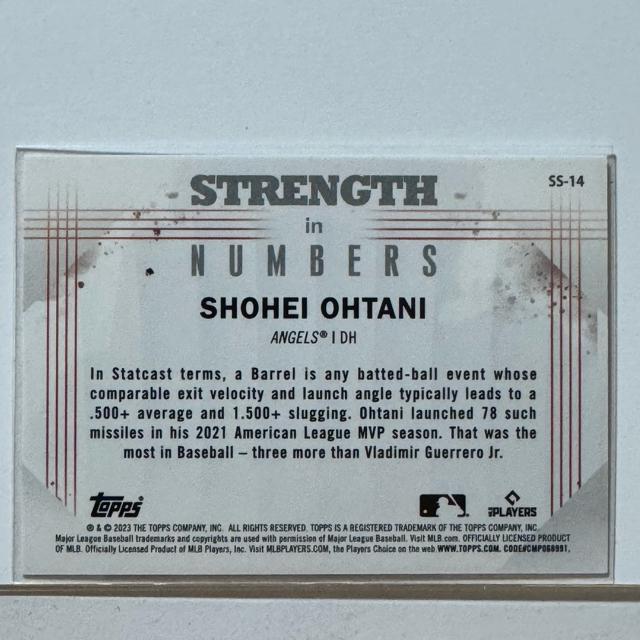 STRENGTH
SS-14
in
NUMBERS
SHOHEI OHTANI
ANGELS® | DH
In Statcast terms, a Barrel is any batted-ball event whose
comparable exit velocity and launch angle typically leads to a
.500+ average and 1.500+ slugging. Ohtani launched 78 such
missiles in his 2021 American League MVP season. That was the
most in Baseball – three more than Vladimir Guerrero Jr.
Topps
PLAYERS
® & © 2023 THE TOPPS COMPANY, INC. ALL RIGHTS RESERVED. TOPPS IS A REGISTERED TRADEMARK OF THE TOPPS COMPANY, INC.
Major League Baseball trademarks and copyrights are used with permission of Major League Baseball. Visit MLB.com. OFFICIALLY LICENSED PRODUCT
OF MLB. Officially Licensed Product of MLB Players, Inc. Visit MLBPLAYERS.COM, the Players Choice on the web WWW.TOPPS.COM.